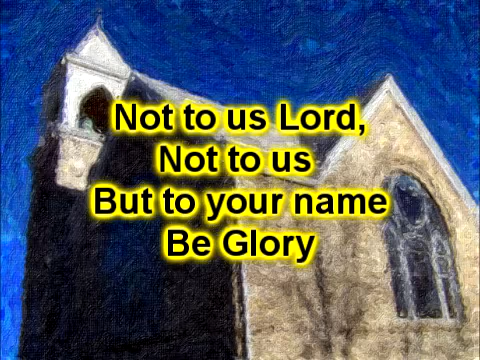 Not to us Lord,
Not to us
But to your name
Be Glory